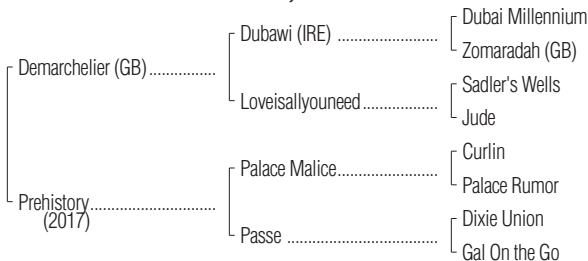 Dubai Millennium
Dubawi (IRE) ..................
Zomaradah (GB)
Demarchelier (GB)...............
Sadler's Wells
Loveisallyouneed................
Jude
Curlin
Palace Malice.....................
Palace Rumor
Prehistory............................
(2017)
Dixie Union
Passe ..................................
Gal On the Go